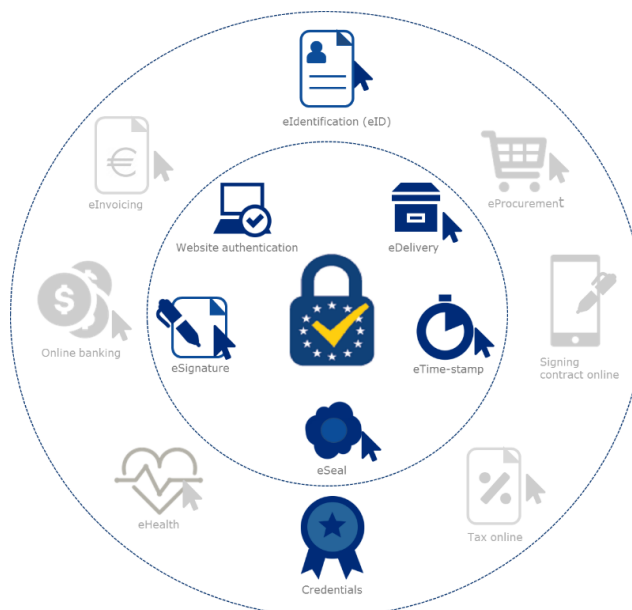 eIdentification (eID)
eInvoicing
eProcurement
Website authentication
eDelivery
Online banking
eSignature
eTime-stamp
Signing
contract online
eSeal
eHealth
Tax online
Credentials